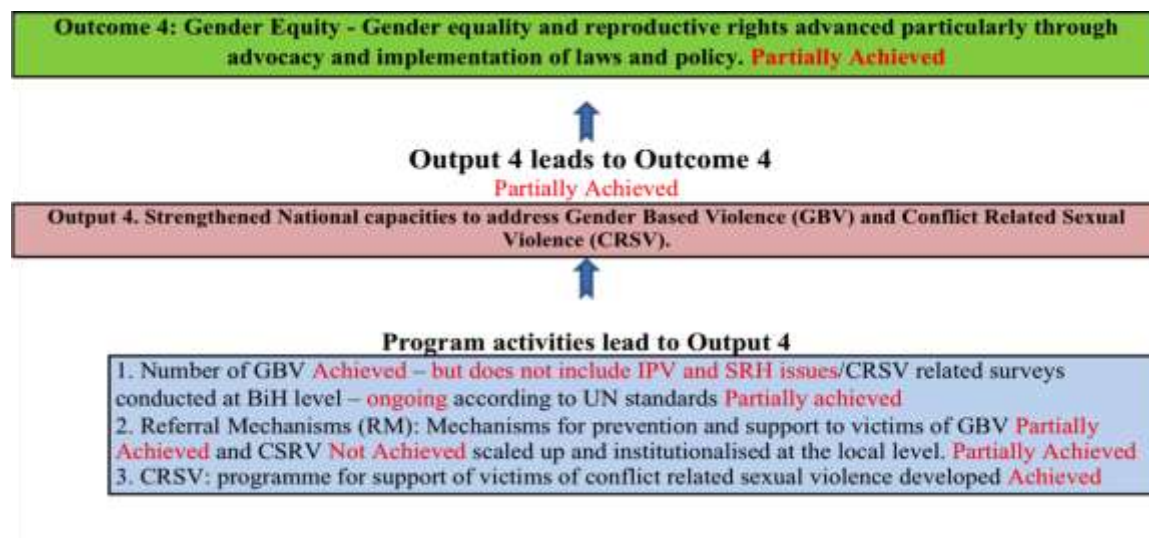 Outcome 4: Gender Equity - Gender equality and reproductive rights advanced particularly through
advocacy and implementation of laws and policy. Partially Achieved
Output 4 leads to Outcome 4
Partially Achieved
Output 4. Strengthened National capacities to address Gender Based Violence (GBV) and Conflict Related Sexual
Violence (CRSV).
Program activities lead to Output 4
1. Number of GBV Achieved – but does not include IPV and SRH issues/CRSV related surveys
conducted at BiH level – ongoing according to UN standards Partially achieved
2. Referral Mechanisms (RM): Mechanisms for prevention and support to victims of GBV Partially
Achieved and CSRV Not Achieved scaled up and institutionalised at the local level. Partially Achieved
3. CRSV: programme for support of victims of conflict related sexual violence developed Achieved